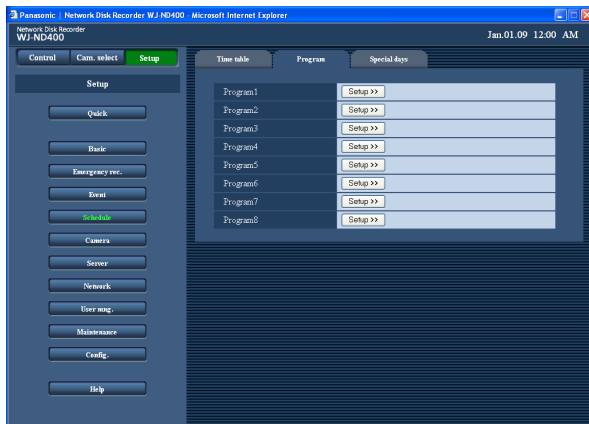 Panasonic | Network Disk Recorder WJ-ND400 - Microsoft Internet Explorer
Network Disk Recorder
WJ-ND400
Jan.01.09 12:00 AM
Control Cam. select Setup
Time table Program Special days
Setup
Quick
Basic
Emergency rec.
Event
Schedule
Camera
Server
Network
User mng.
Maintenance
Config.
Help
Program1 Setup >>
Program2 Setup >>
Program3 Setup >>
Program4 Setup >>
Program5 Setup >>
Program6 Setup >>
Program7 Setup >>
Program8 Setup >>